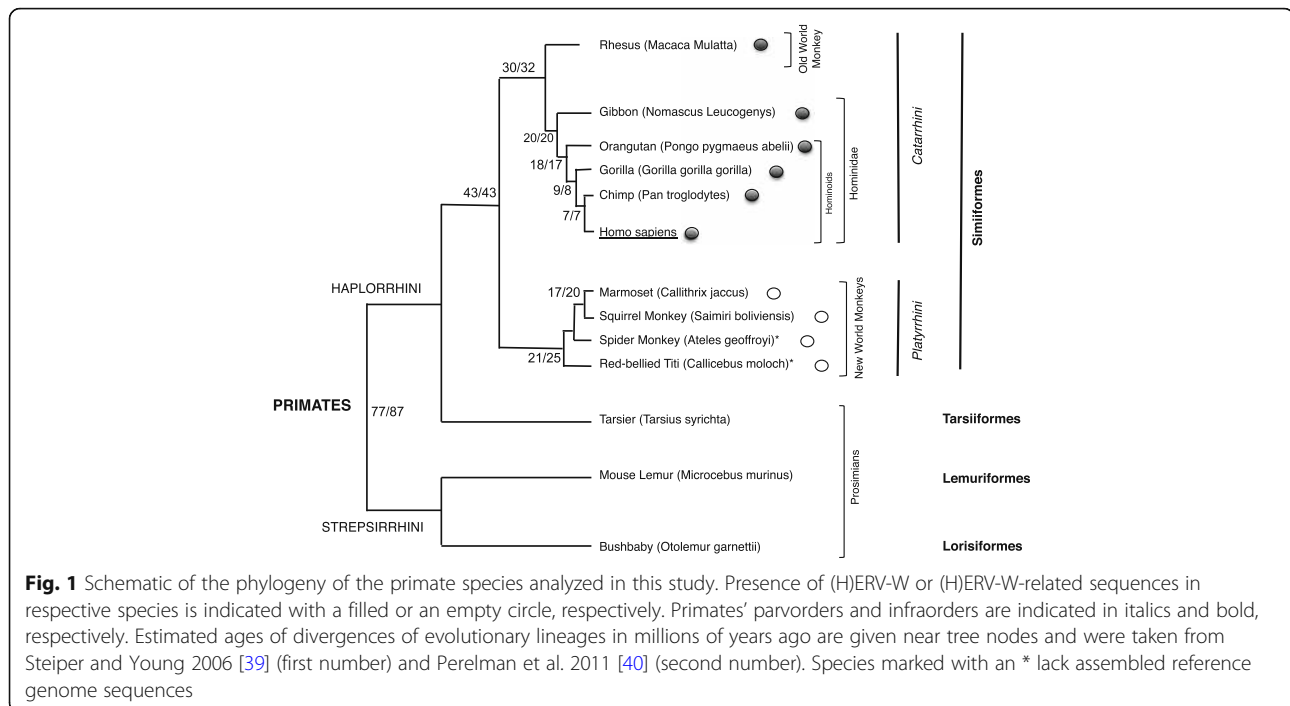 Rhesus (Macaca Mulatta)
Old World
Monkey
30/32
Gibbon (Nomascus Leucogenys)
20/20
Orangutan (Pongo pygmaeus abelii)
18/17
Gorilla (Gorilla gorilla gorilla)
9/8
Chimp (Pan troglodytes)
43/43
7/7
Homo sapiens
Hominoids
Hominidae
Catarrhini
Simiiformes
HAPLORRHINI
17/20
Marmoset (Callithrix jaccus)
Squirrel Monkey (Saimiri boliviensis)
Spider Monkey (Ateles geoffroyi)*
21/25
Red-bellied Titi (Callicebus moloch)*
New World Monkeys
Platyrrhini
PRIMATES
77/87
Tarsier (Tarsius syrichta)
Tarsiiformes
Mouse Lemur (Microcebus murinus)
Prosimians
Lemuriformes
STREPSIRRHINI
Bushbaby (Otolemur garnettii)
Lorisiformes
Fig. 1 Schematic of the phylogeny of the primate species analyzed in this study. Presence of (H)ERV-W or (H)ERV-W-related sequences in
respective species is indicated with a filled or an empty circle, respectively. Primates' parvorders and infraorders are indicated in italics and bold,
respectively. Estimated ages of divergences of evolutionary lineages in millions of years ago are given near tree nodes and were taken from
Steiper and Young 2006 [39] (first number) and Perelman et al. 2011 [40] (second number). Species marked with an * lack assembled reference
genome sequences